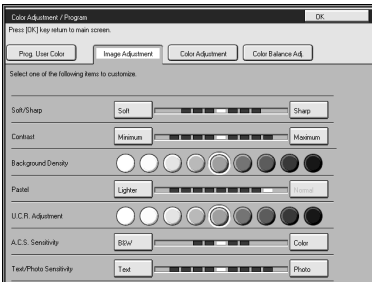 Color Adjustment / Program OK
Press [OK] key return to main screen.
Prog. User Color Image Adjustment Color Adjustment Color Balance Adj.
Select one of the following items to customize.
Soft/Sharp Soft Sharp
Contrast Minimum Maximum
Background Density
Pastel Lighter Normal
U.C.R. Adjustment
A.C.S. Sensitivity B&W Color
Text/Photo Sensitivity Text Photo